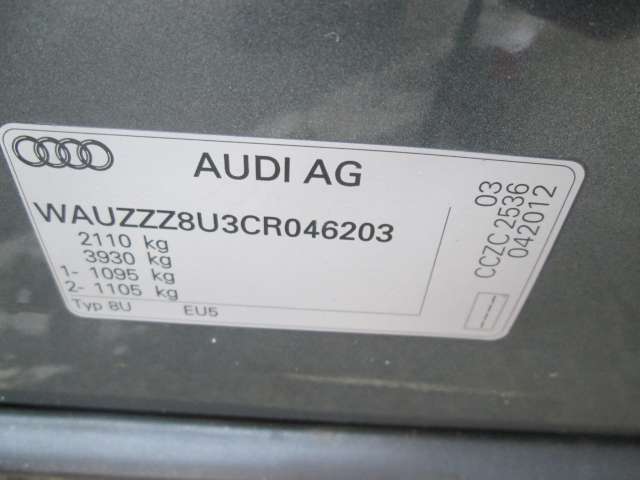 AUDI AG
WAUZZZ8U3CR046203
2110 kg
3930 kg
1- 1095 kg
2- 1105 kg
Typ 8U EU5
03
CCZC 2536
042012